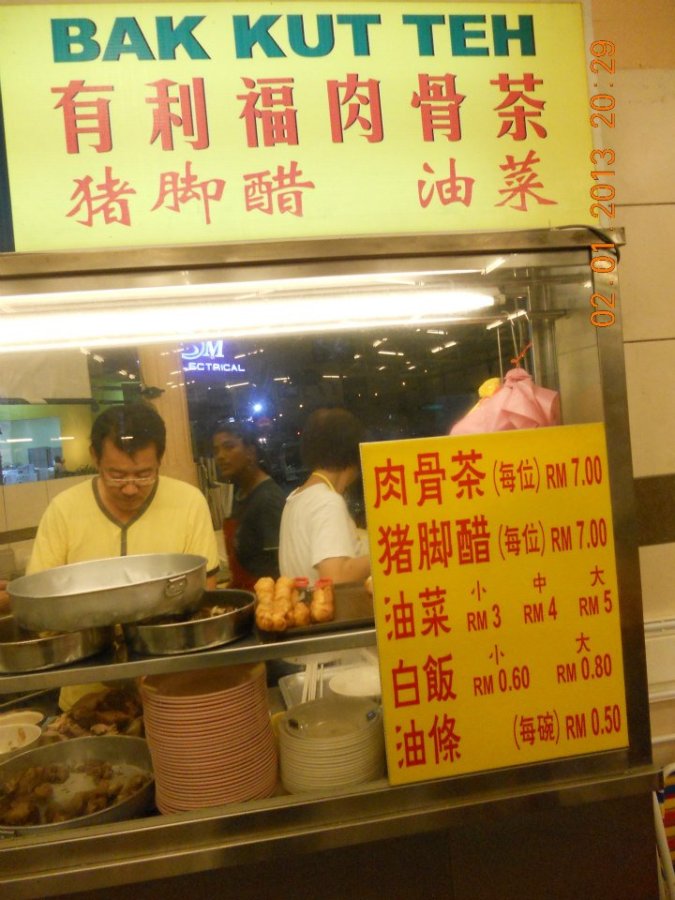 BAK KUT TEH
有利福肉骨茶
猪脚醋 油菜
02.01.2013 20:29
3M
ELECTRICAL
肉骨茶 (每位) RM 7.00
猪脚醋 (每位) RM 7.00
小 中 大
油菜 RM 3 RM 4 RM 5
小 大
白飯 RM 0.60 RM 0.80
油條 (每碗) RM 0.50